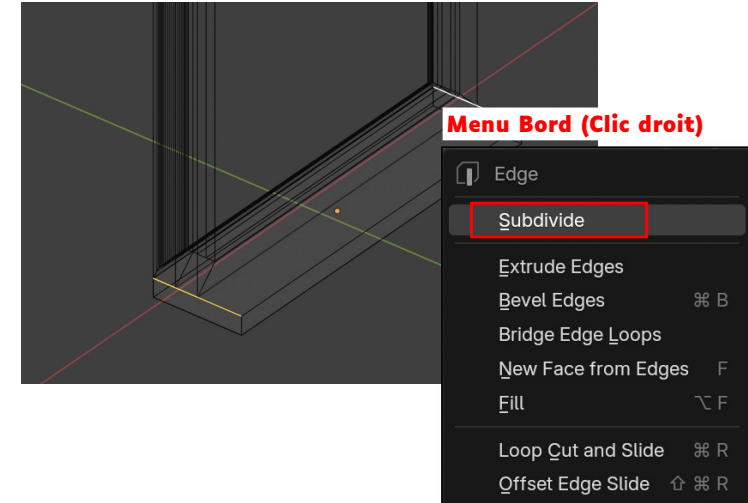 Menu Bord (Clic droit)
Edge
Subdivide
Extrude Edges
Bevel Edges ⌘ B
Bridge Edge Loops
New Face from Edges F
Fill ⌥ F
Loop Cut and Slide ⌘ R
Offset Edge Slide ⇧ ⌘ R